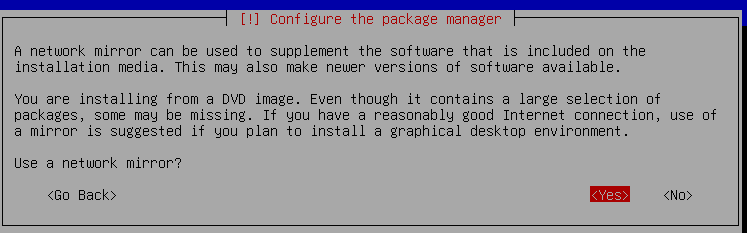 [!] Configure the package manager
A network mirror can be used to supplement the software that is included on the
installation media. This may also make newer versions of software available.
You are installing from a DVD image. Even though it contains a large selection of
packages, some may be missing. If you have a reasonably good Internet connection, use of
a mirror is suggested if you plan to install a graphical desktop environment.
Use a network mirror?
<Go Back> <Yes> <No>